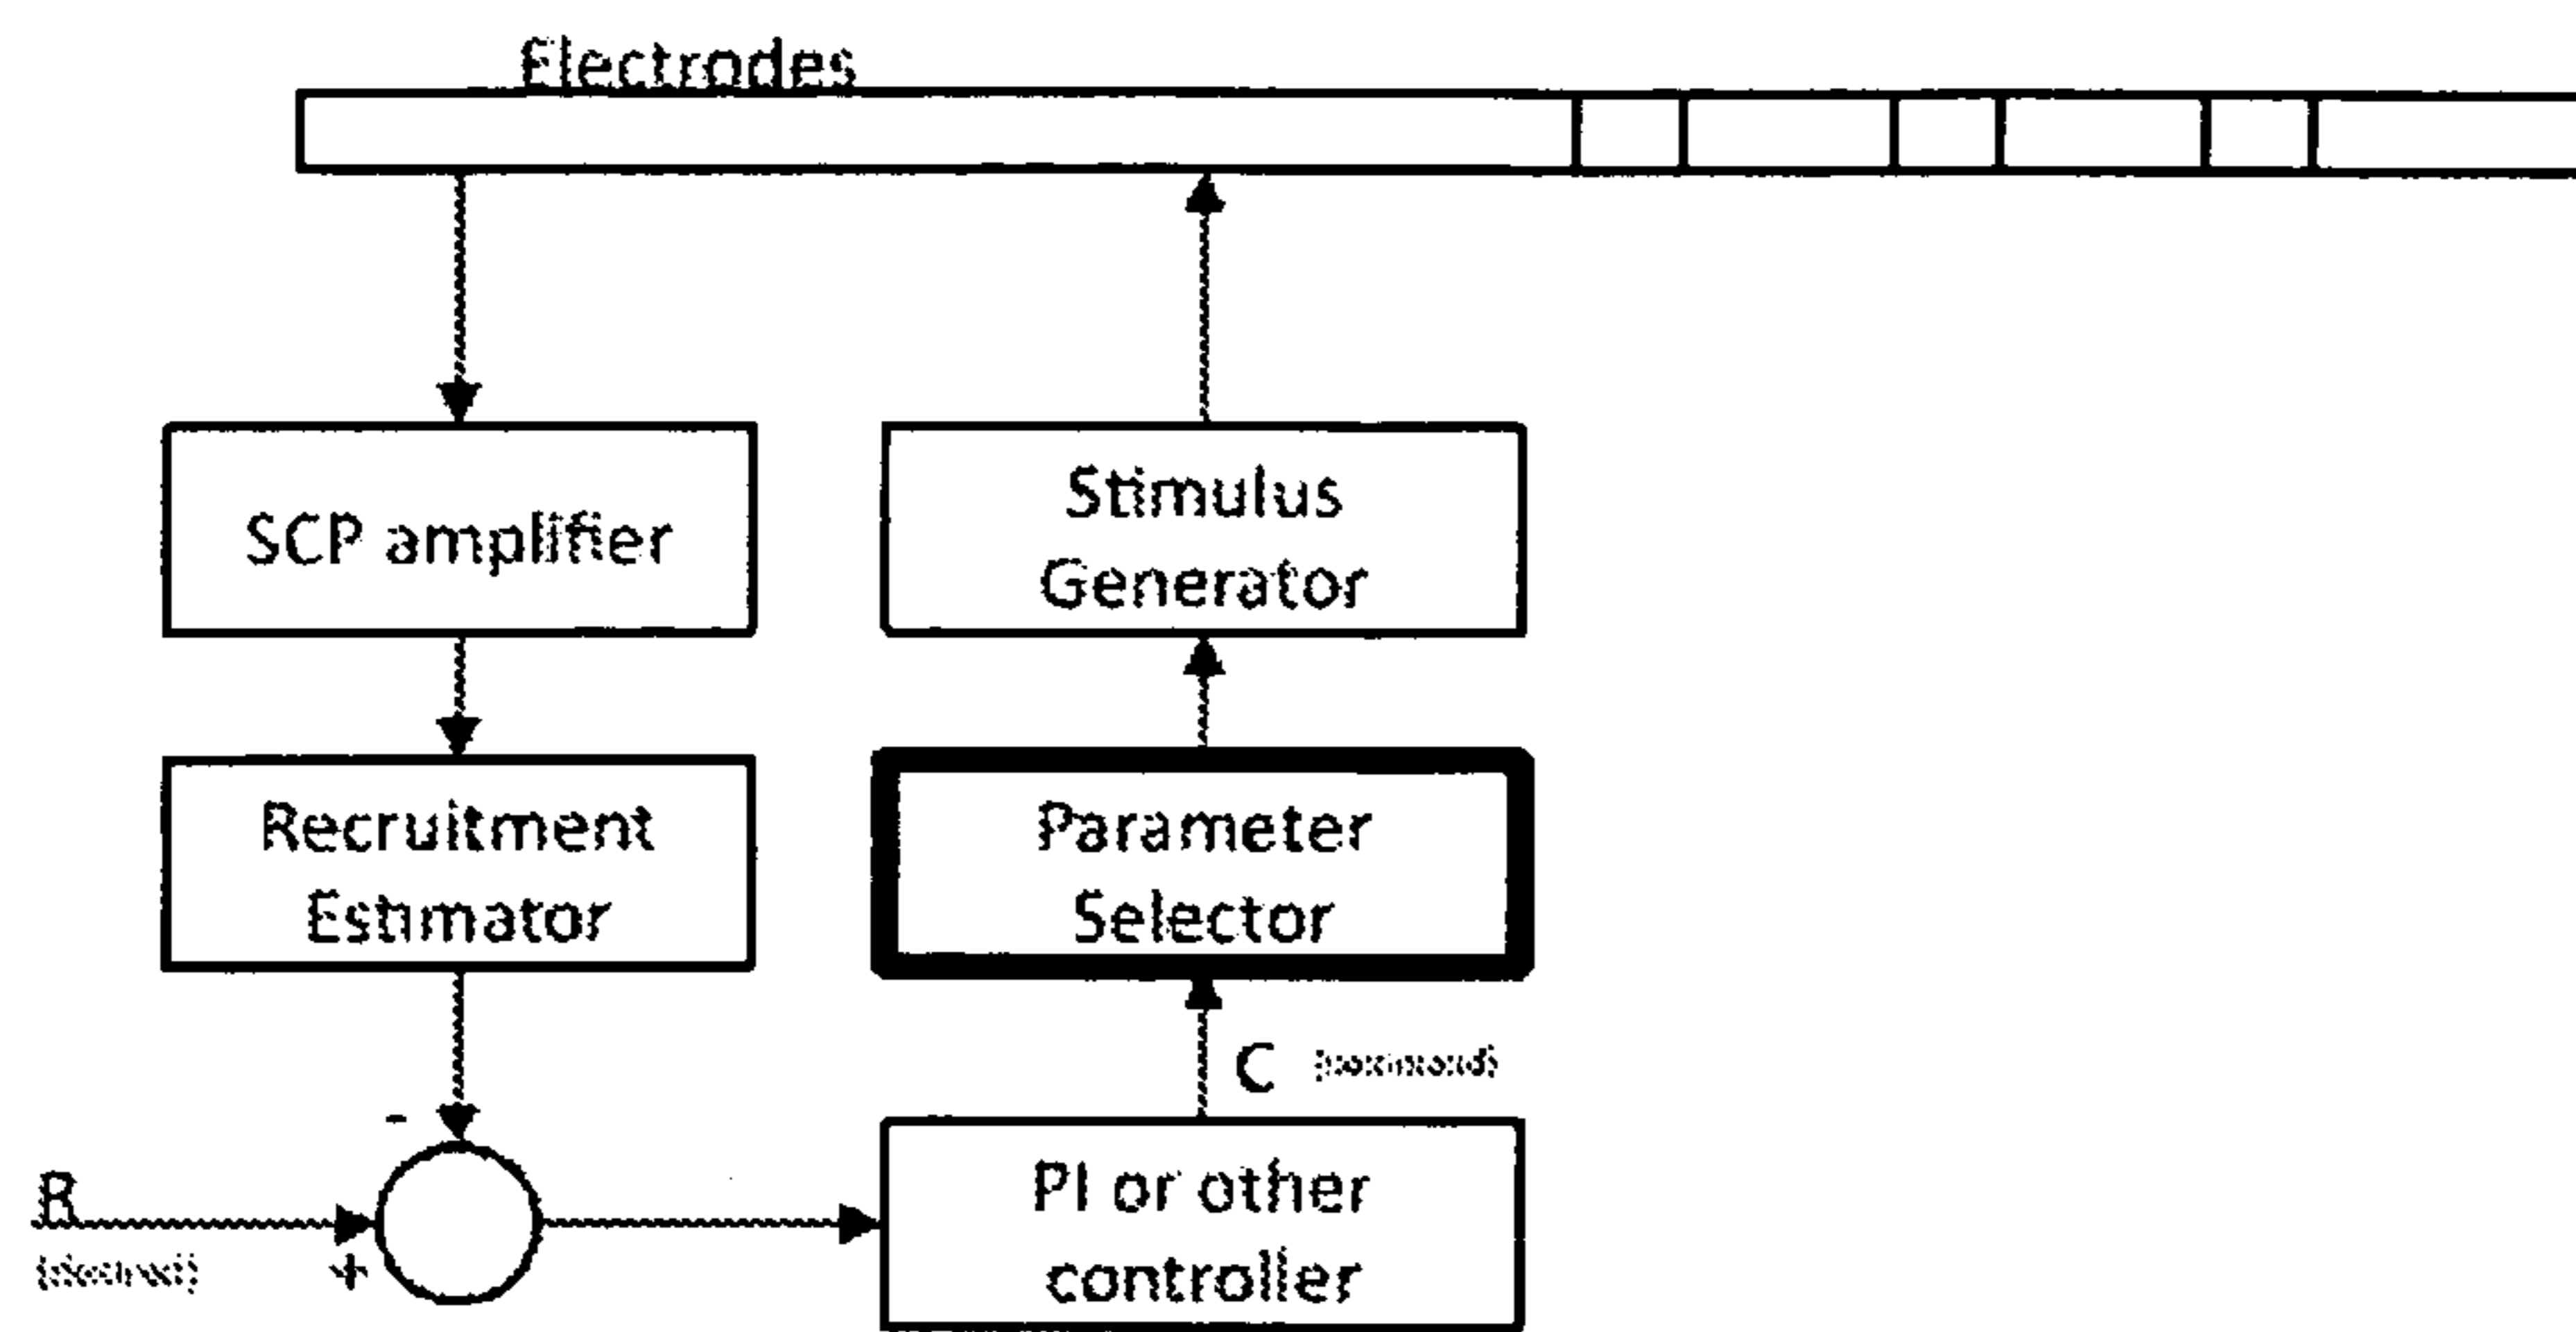 Electrodes
SCP amplifier
Stimulus
Generator
Recruitment
Estimator
Parameter
Selector
C
-
R
+
PI or other
controller